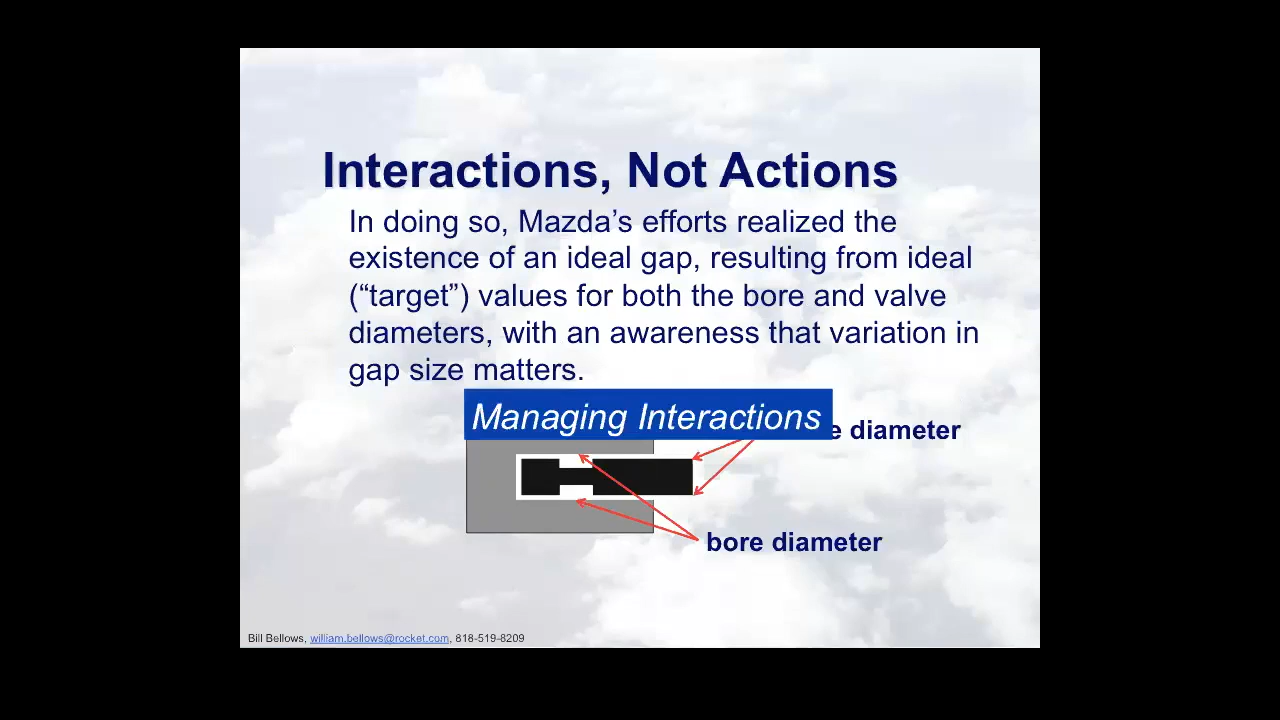 Interactions, Not Actions
In doing so, Mazda’s efforts realized the
existence of an ideal gap, resulting from ideal
(“target”) values for both the bore and valve
diameters, with an awareness that variation in
gap size matters.
Managing Interactions
diameter
bore diameter
Bill Bellows, william.bellows@rocket.com, 818-519-8209